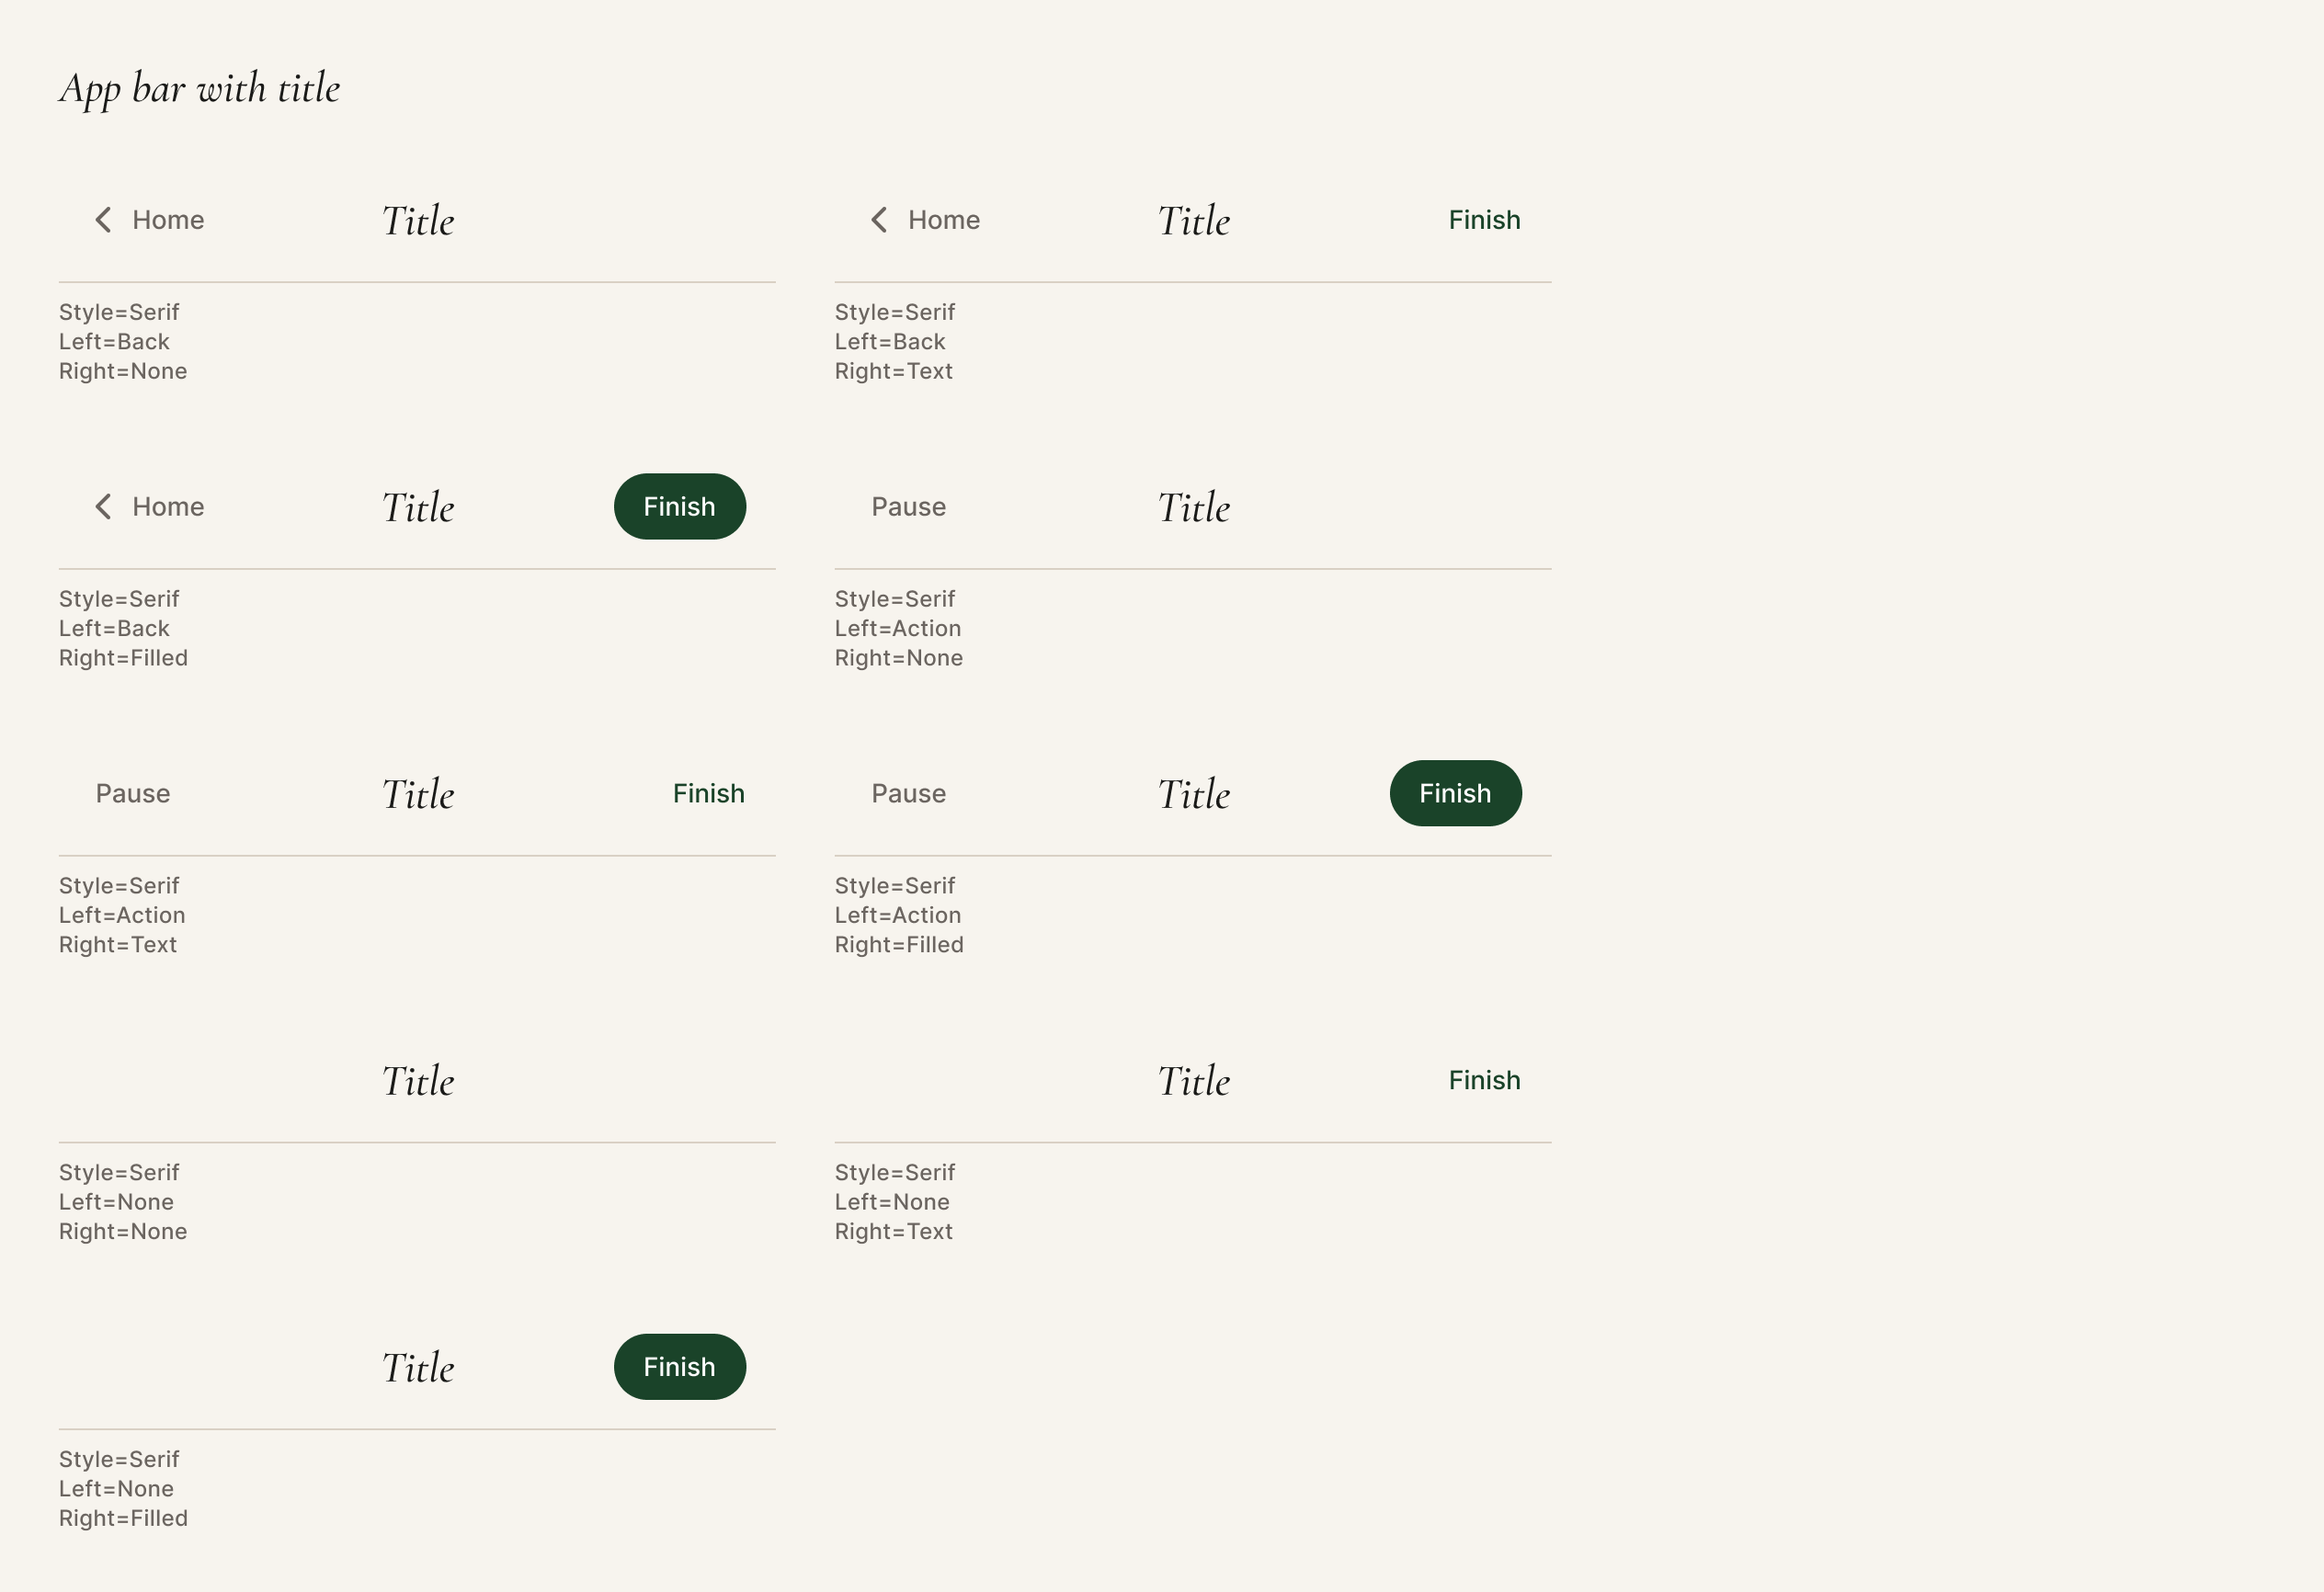 App bar with title
Home Title
Home Title Finish
Style=Serif
Left=Back
Right=None
Style=Serif
Left=Back
Right=Text
Home Title Finish
Pause Title
Style=Serif
Left=Back
Right=Filled
Style=Serif
Left=Action
Right=None
Pause Title Finish
Pause Title Finish
Style=Serif
Left=Action
Right=Text
Style=Serif
Left=Action
Right=Filled
Title
Title Finish
Style=Serif
Left=None
Right=None
Style=Serif
Left=None
Right=Text
Title Finish
Style=Serif
Left=None
Right=Filled